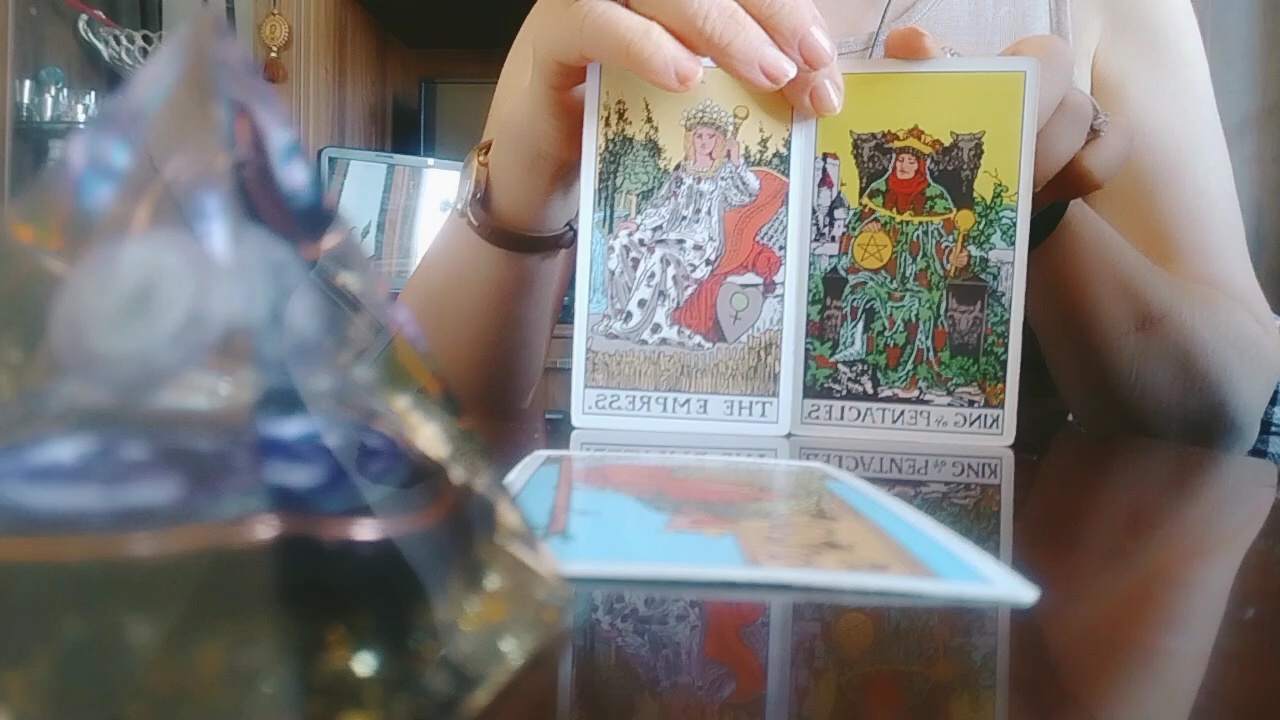 THE EMPRESS.
KING of PENTACLES